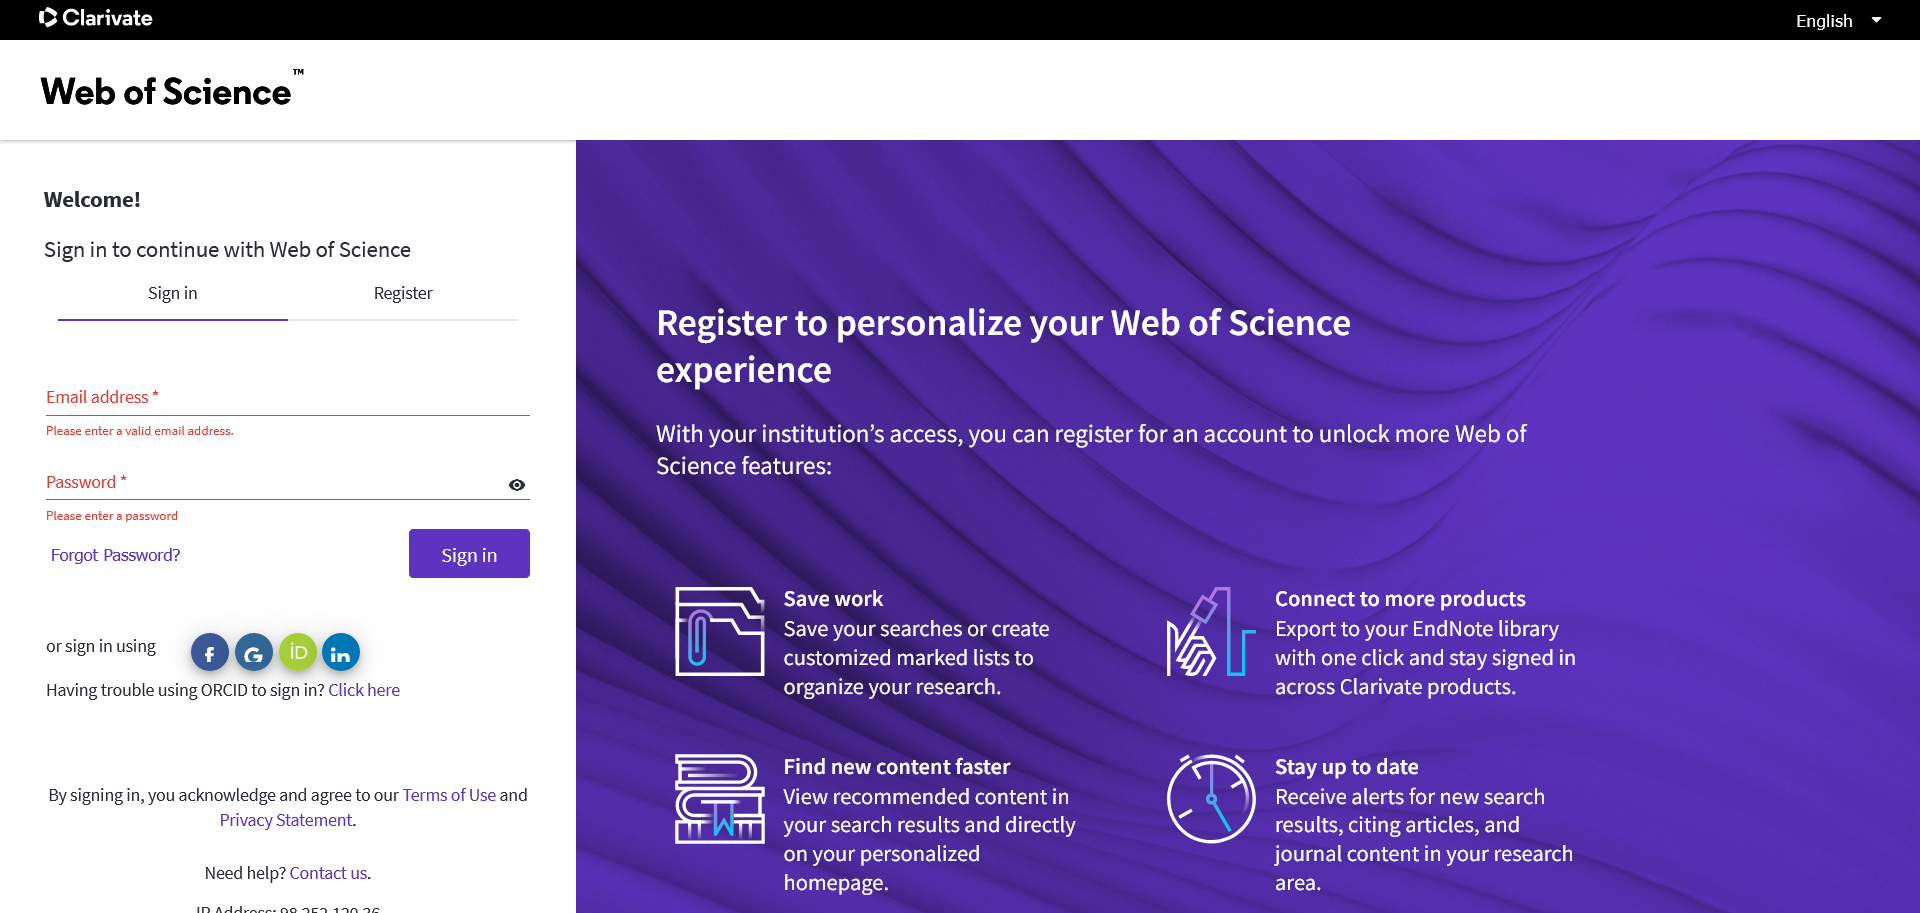 Clarivate
English
Web of Science™
Welcome!
Sign in to continue with Web of Science
Sign in
Register
Email address *
Please enter a valid email address.
Password *
Please enter a password
Forgot Password?
Sign in
or sign in using
f
G
iD
in
Having trouble using ORCID to sign in? Click here
By signing in, you acknowledge and agree to our Terms of Use and
Privacy Statement.
Need help? Contact us.
IP Address: 98.252.120.36
Register to personalize your Web of Science
experience
With your institution's access, you can register for an account to unlock more Web of
Science features:
Save work
Save your searches or create
customized marked lists to
organize your research.
Connect to more products
Export to your EndNote library
with one click and stay signed in
across Clarivate products.
Find new content faster
View recommended content in
your search results and directly
on your personalized
homepage.
Stay up to date
Receive alerts for new search
results, citing articles, and
journal content in your research
area.